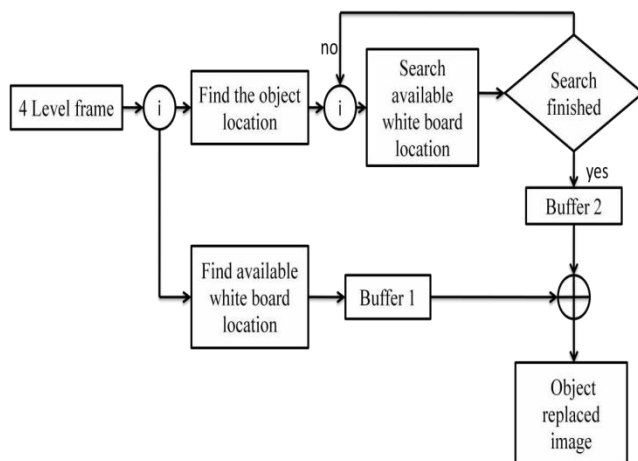 no
4 Level frame
i
Find the object
location
i
Search
available
white board
location
Search
finished
yes
Buffer 2
Find available
white board
location
Buffer 1
Object
replaced
image